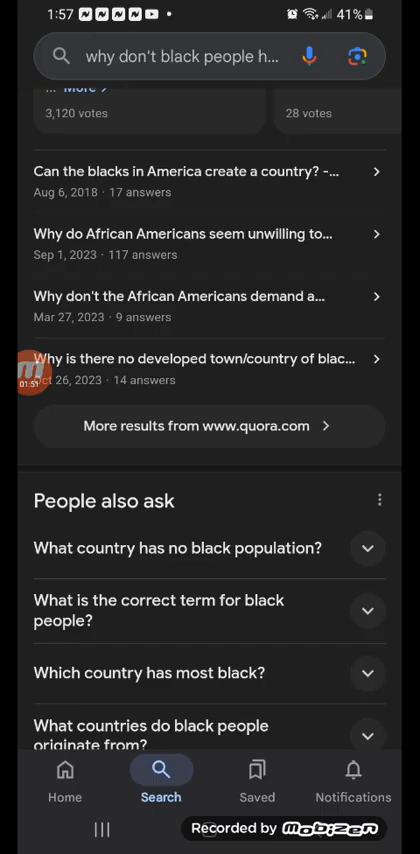 1:57 41%
why don't black people h...
... More
3,120 votes 28 votes
Can the blacks in America create a country? -...
Aug 6, 2018 · 17 answers
Why do African Americans seem unwilling to...
Sep 1, 2023 · 117 answers
Why don't the African Americans demand a...
Mar 27, 2023 · 9 answers
Why is there no developed town/country of blac...
01:51
Oct 26, 2023 · 14 answers
More results from www.quora.com
People also ask
What country has no black population?
What is the correct term for black
people?
Which country has most black?
What countries do black people
originate from?
Home Search Saved Notifications
Recorded by mobizen